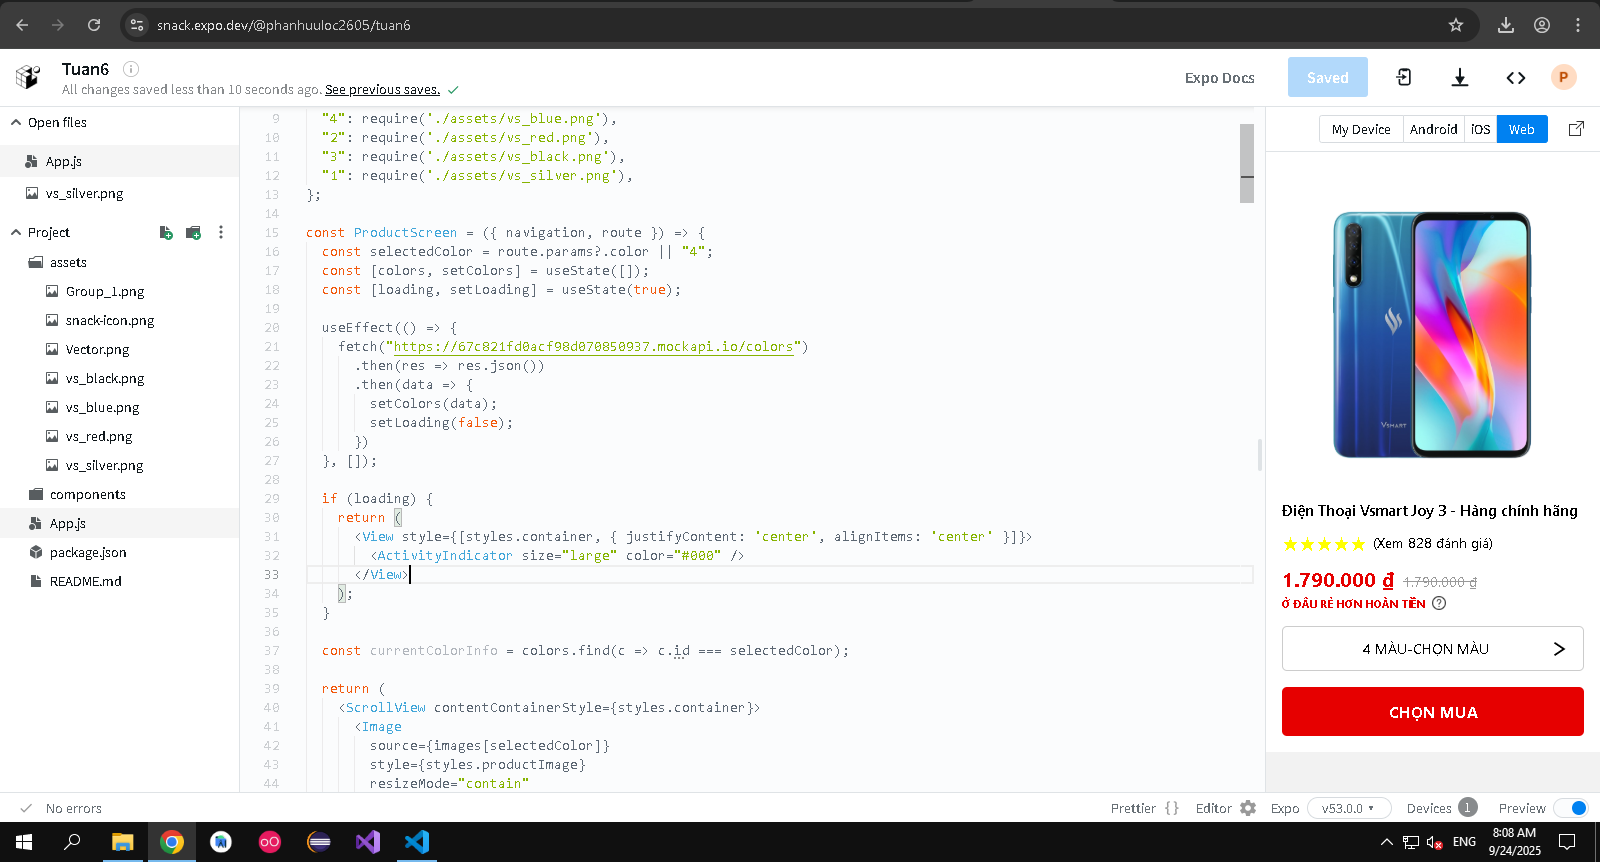 snack.expo.dev/@phanhuuloc2605/tuan6
Tuan6
All changes saved less than 10 seconds ago. See previous saves.
Expo Docs
Saved
P
Open files
App.js
vs_silver.png
Project
assets
Group_1.png
snack-icon.png
Vector.png
vs_black.png
vs_blue.png
vs_red.png
vs_silver.png
components
App.js
package.json
README.md
9 "4": require('./assets/vs_blue.png'),
10 "2": require('./assets/vs_red.png'),
11 "3": require('./assets/vs_black.png'),
12 "1": require('./assets/vs_silver.png'),
13 };
14
15 const ProductScreen = ({ navigation, route }) => {
16 const selectedColor = route.params?.color || "4";
17 const [colors, setColors] = useState([]);
18 const [loading, setLoading] = useState(true);
19
20 useEffect(() => {
21 fetch("https://67c821fd0acf98d070850937.mockapi.io/colors")
22 .then(res => res.json())
23 .then(data => {
24 setColors(data);
25 setLoading(false);
26 })
27 }, []);
28
29 if (loading) {
30 return (
31 <View style={[styles.container, { justifyContent: 'center', alignItems: 'center' }]}>
32 <ActivityIndicator size="large" color="#000" />
33 </View>
34 );
35 }
36
37 const currentColorInfo = colors.find(c => c.id === selectedColor);
38
39 return (
40 <ScrollView contentContainerStyle={styles.container}>
41 <Image
42 source={images[selectedColor]}
43 style={styles.productImage}
44 resizeMode="contain"
My Device
Android
iOS
Web
VSMART
Điện Thoại Vsmart Joy 3 - Hàng chính hãng
(Xem 828 đánh giá)
1.790.000 ₫ 1.790.000 ₫
Ở ĐÂU RẺ HƠN HOÀN TIỀN ?
4 MÀU-CHỌN MÀU
CHỌN MUA
No errors
Prettier { }
Editor
Expo
v53.0.0
Devices 1
Preview
ENG
8:08 AM
9/24/2025